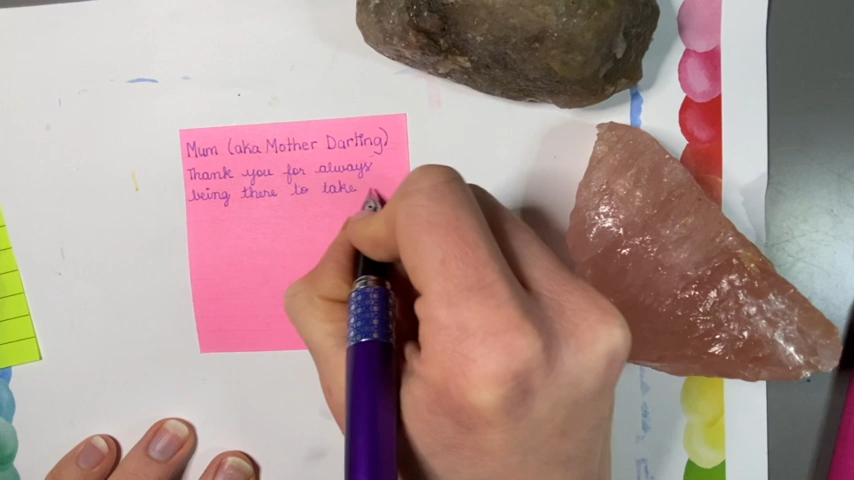 Mum (aka Mother Darling)
Thank you for always
being there to take